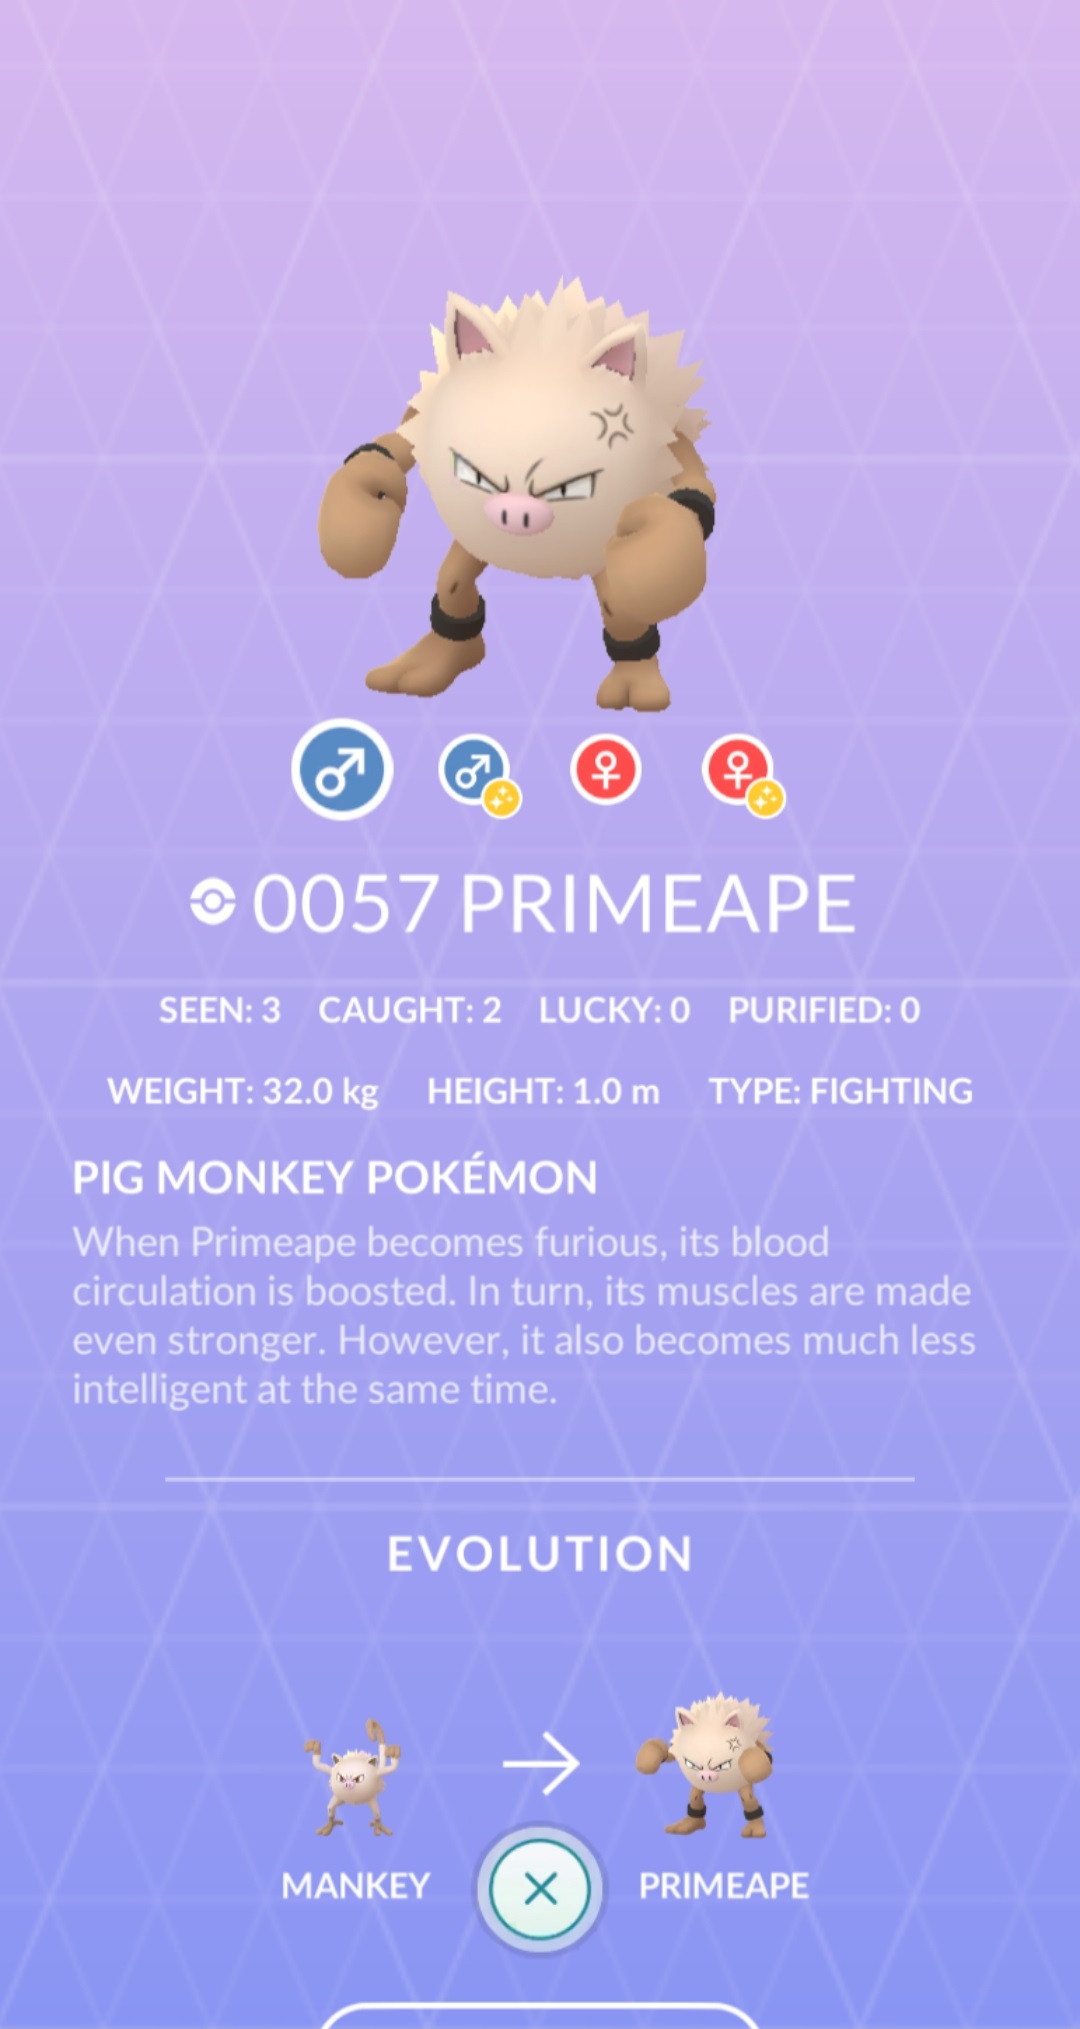 0057 PRIMEAPE
SEEN: 3 CAUGHT: 2 LUCKY: 0 PURIFIED: 0
WEIGHT: 32.0 kg HEIGHT: 1.0 m TYPE: FIGHTING
PIG MONKEY POKÉMON
When Primeape becomes furious, its blood
circulation is boosted. In turn, its muscles are made
even stronger. However, it also becomes much less
intelligent at the same time.
EVOLUTION
MANKEY PRIMEAPE